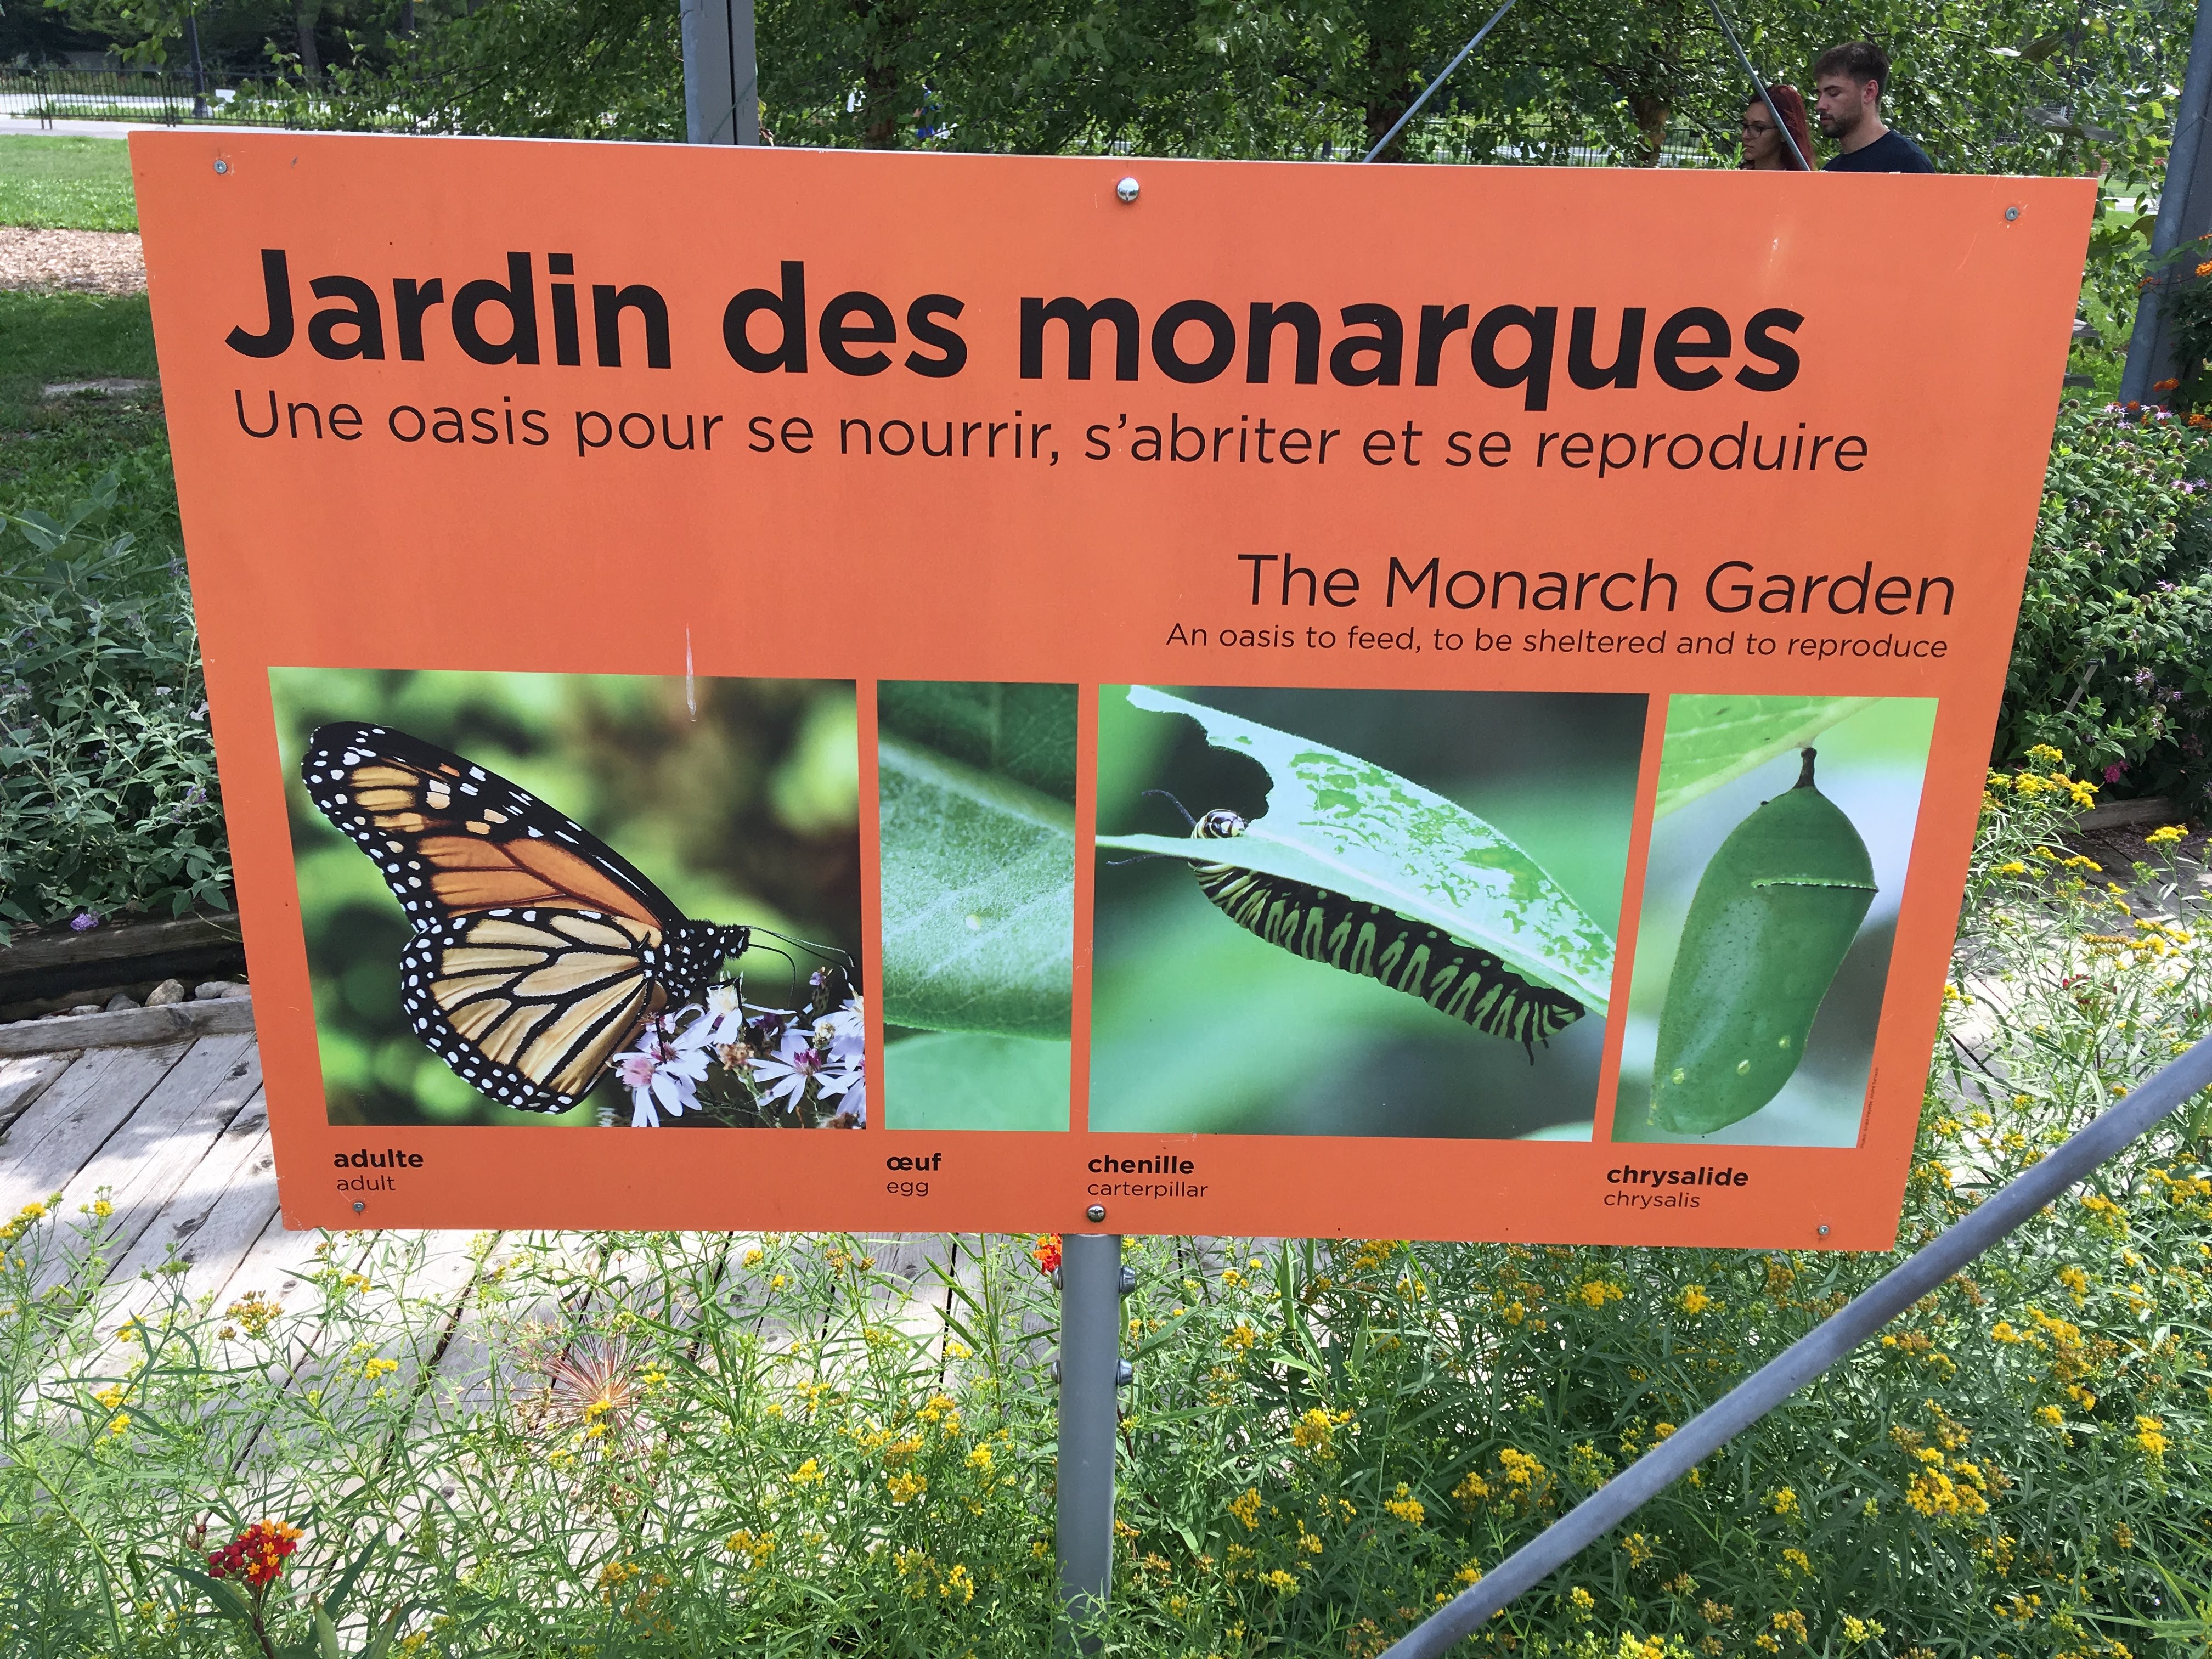 Jardin des monarques
Une oasis pour se nourrir, s'abriter et se reproduire
The Monarch Garden
An oasis to feed, to be sheltered and to reproduce
adulte
adult
œuf
egg
chenille
carterpillar
chrysalide
chrysalis